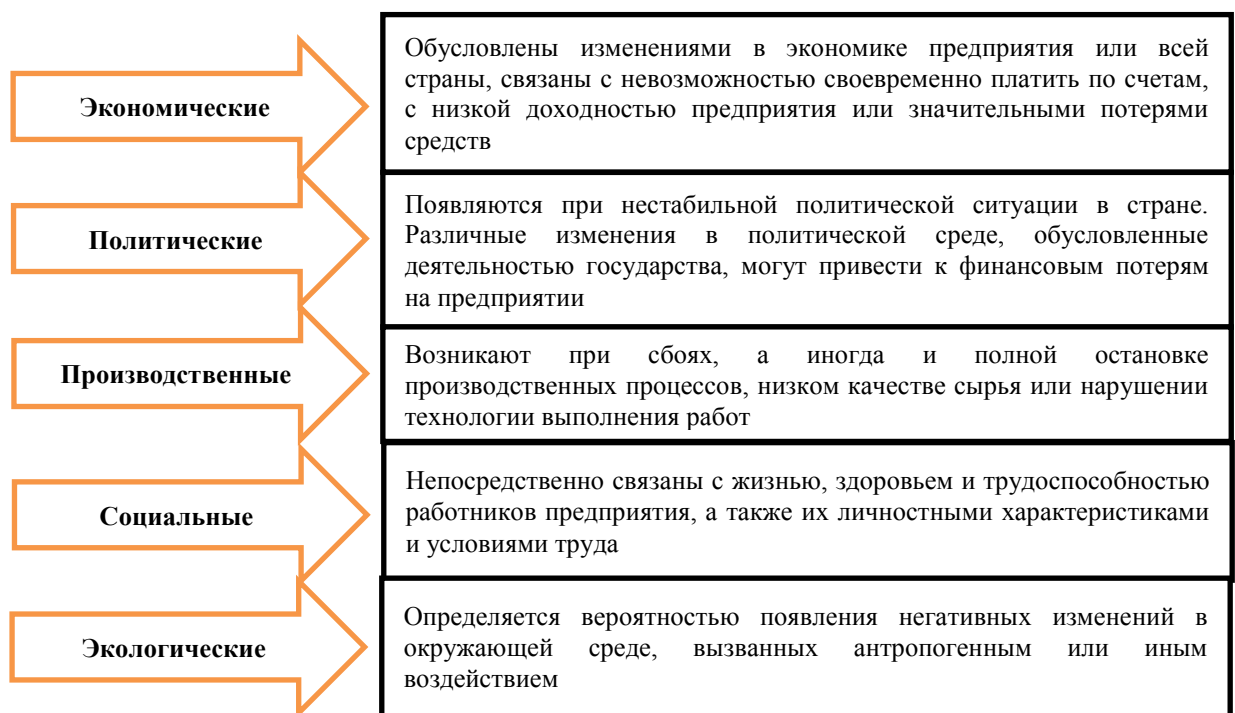 Экономические
Обусловлены изменениями в экономике предприятия или всей
страны, связаны с невозможностью своевременно платить по счетам,
с низкой доходностью предприятия или значительными потерями
средств
Политические
Появляются при нестабильной политической ситуации в стране.
Различные изменения в политической среде, обусловленные
деятельностью государства, могут привести к финансовым потерям
на предприятии
Производственные
Возникают при сбоях, а иногда и полной остановке
производственных процессов, низком качестве сырья или нарушении
технологии выполнения работ
Социальные
Непосредственно связаны с жизнью, здоровьем и трудоспособностью
работников предприятия, а также их личностными характеристиками
и условиями труда
Экологические
Определяется вероятностью появления негативных изменений в
окружающей среде, вызванных антропогенным или иным
воздействием